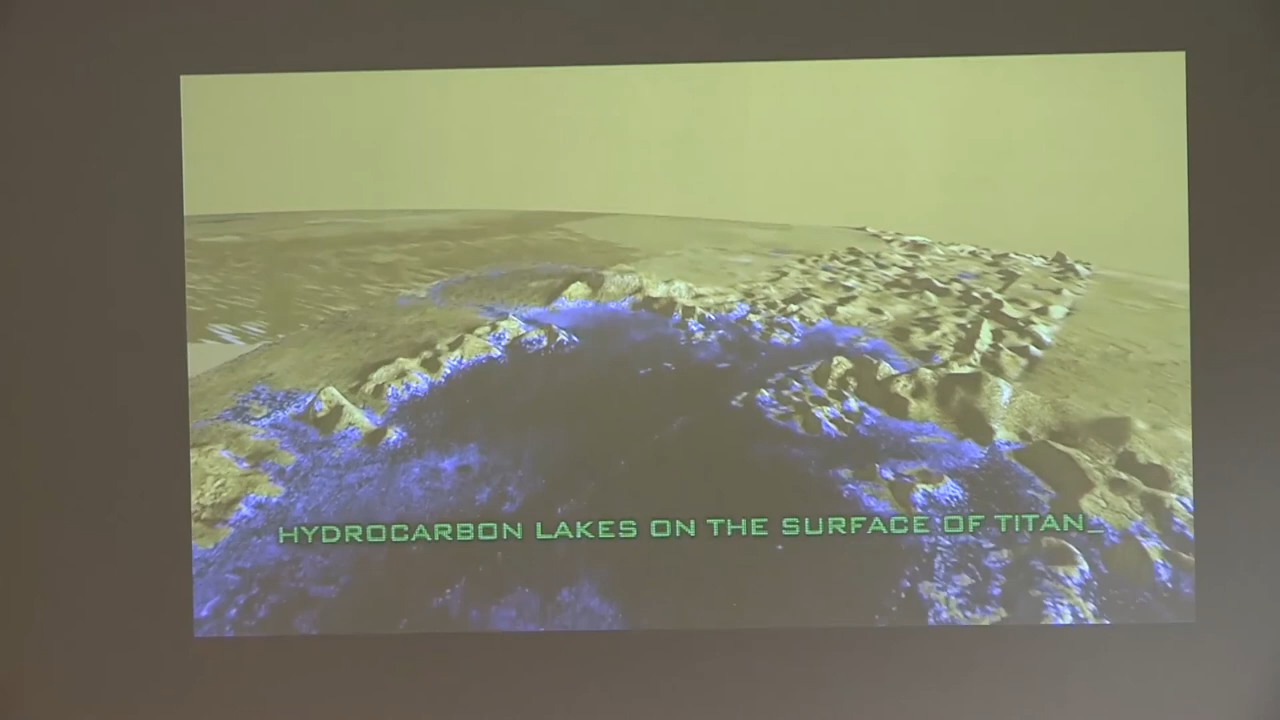 HYDROCARBON LAKES ON THE SURFACE OF TITAN_